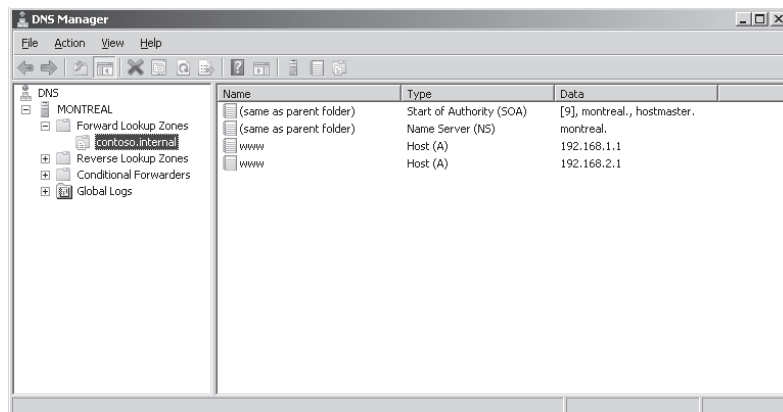 DNS Manager
File Action View Help
DNS
MONTREAL
Forward Lookup Zones
contoso.internal
Reverse Lookup Zones
Conditional Forwarders
Global Logs
Name Type Data
(same as parent folder) Start of Authority (SOA) [9], montreal., hostmaster.
(same as parent folder) Name Server (NS) montreal.
www Host (A) 192.168.1.1
www Host (A) 192.168.2.1